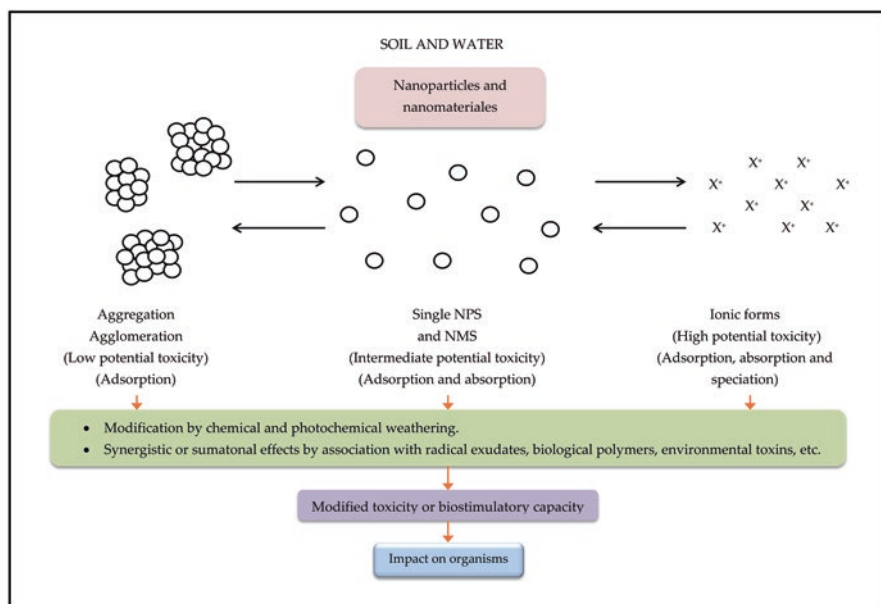 SOIL AND WATER
Nanoparticles and
nanomateriales
X⁺ X⁺
X⁺ X⁺ X⁺
X⁺ X⁺
X⁺ X⁺ X⁺
Aggregation
Agglomeration
(Low potential toxicity)
(Adsorption)
Single NPS
and NMS
(Intermediate potential toxicity)
(Adsorption and absorption)
Ionic forms
(High potential toxicity)
(Adsorption, absorption and
speciation)
• Modification by chemical and photochemical weathering.
• Synergistic or sumatonal effects by association with radical exudates, biological polymers, environmental toxins, etc.
Modified toxicity or biostimulatory capacity
Impact on organisms